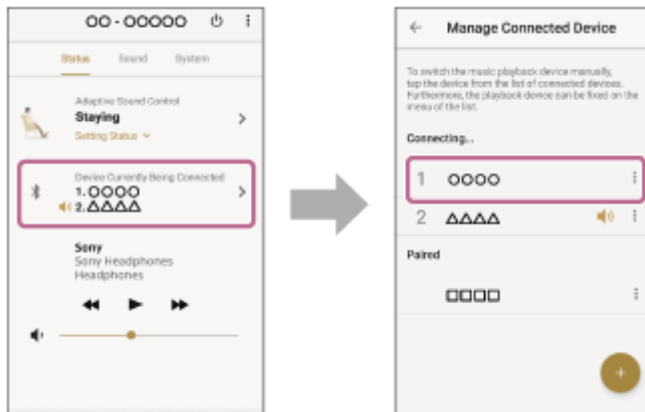 OO - OOOOO
Status Sound System
Adaptive Sound Control
Staying
Setting Status
Device Currently Being Connected
1. OOOO
2. △△△△
Sony
Sony Headphones
Headphones
Manage Connected Device
To switch the music playback device manually,
tap the device from the list of connected devices.
Furthermore, the playback device can be fixed on the
menu of the list.
Connecting...
1 OOOO
2 △△△△
Paired
□□□□